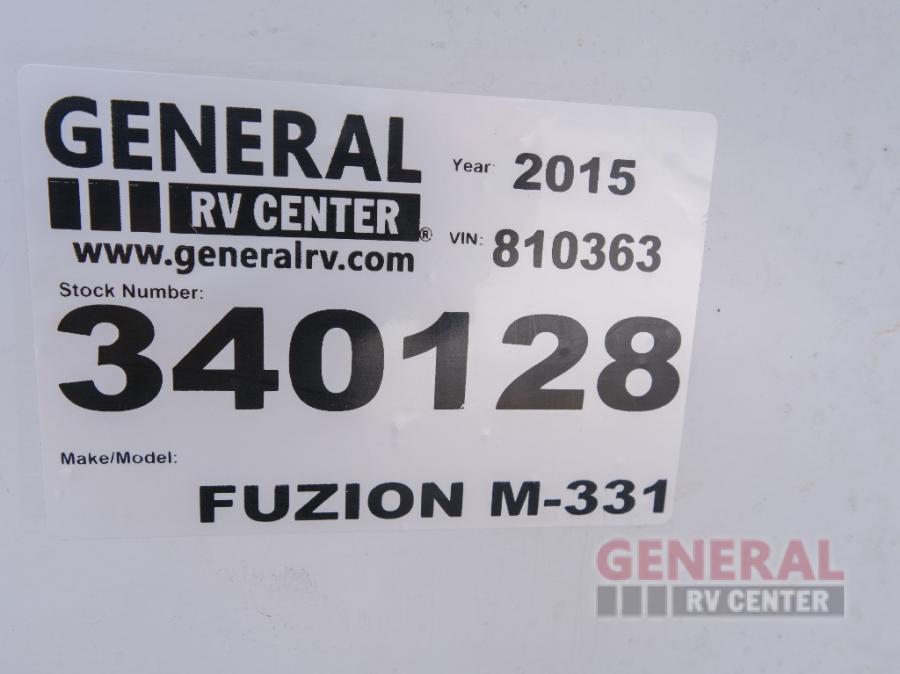 GENERAL
RV CENTER®
www.generalrv.com
Year: 2015
VIN: 810363
Stock Number:
340128
Make/Model:
FUZION M-331
GENERAL
RV CENTER